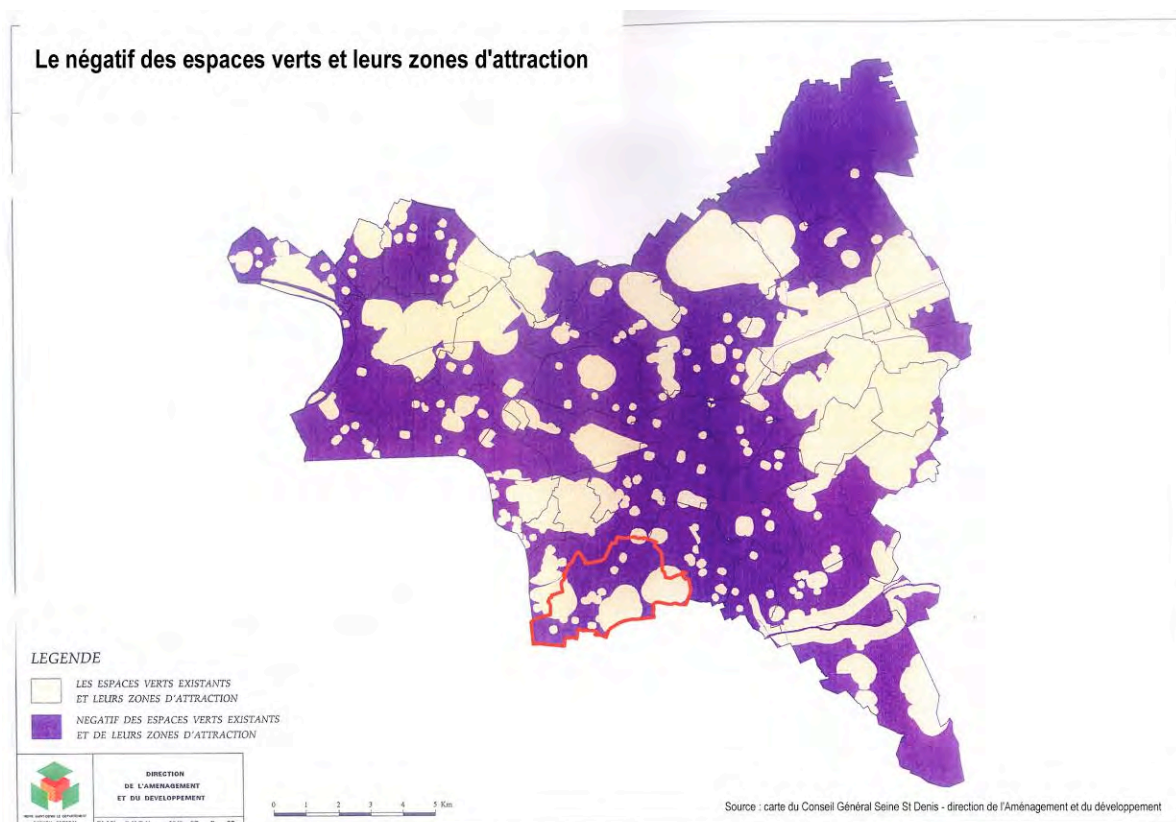 Le négatif des espaces verts et leurs zones d'attraction
LEGENDE
LES ESPACES VERTS EXISTANTS
ET LEURS ZONES D'ATTRACTION
NEGATIF DES ESPACES VERTS EXISTANTS
ET DE LEURS ZONES D'ATTRACTION
DIRECTION
DE L'AMENAGEMENT
ET DU DEVELOPPEMENT
0 1 2 3 4 5 Km
Source : carte du Conseil Général Seine St Denis - direction de l'Aménagement et du développement